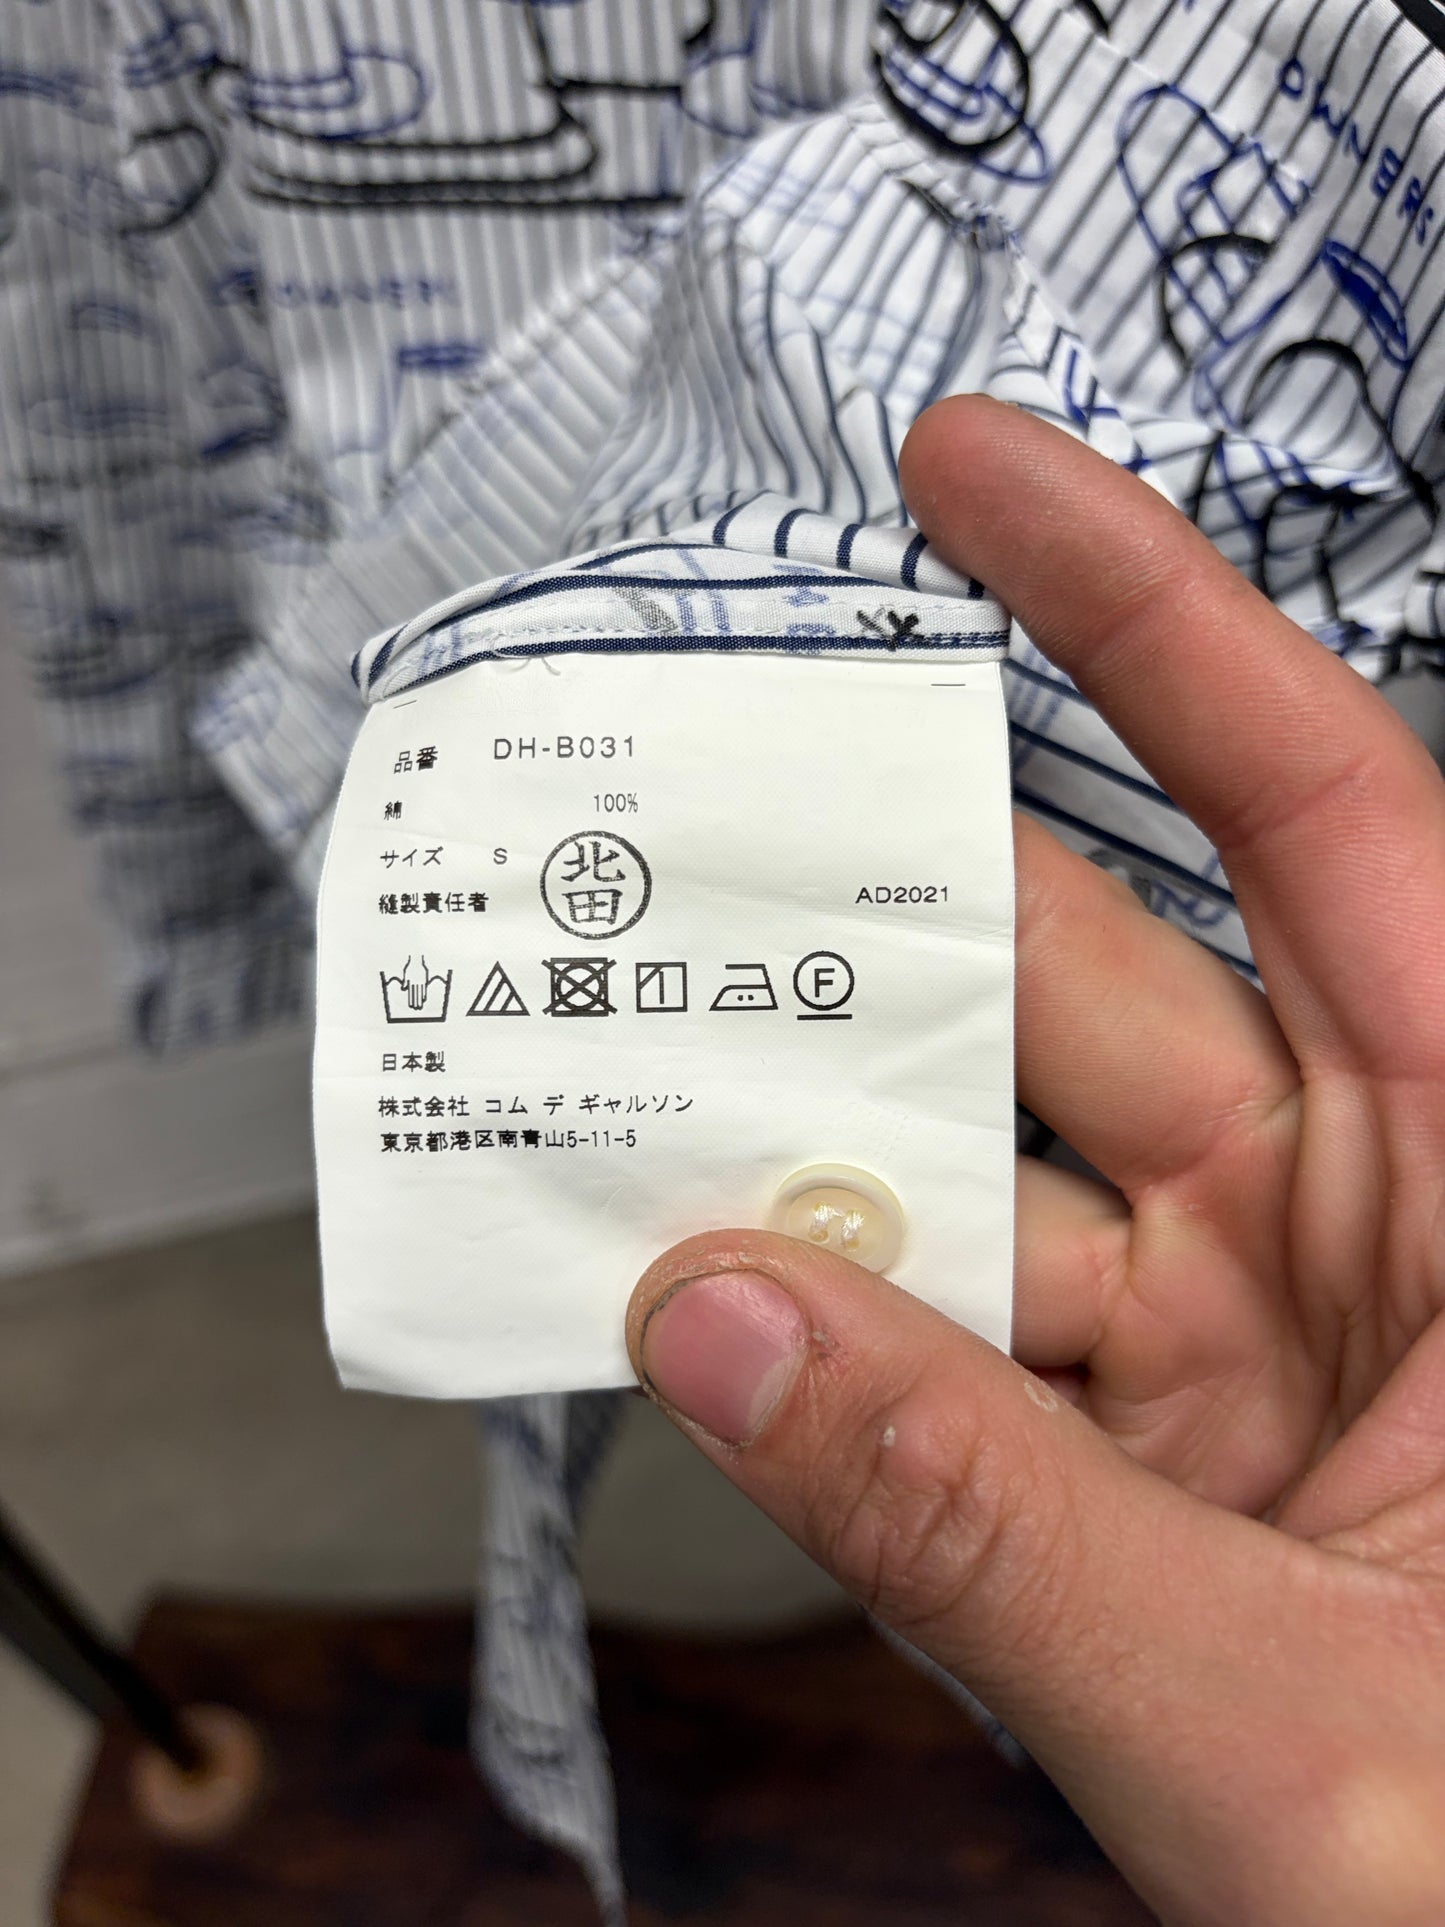 OWNERS
品番 DH-B031
綿 100%
サイズ S
縫製責任者 北田 AD2021
F
日本製
株式会社 コム デ ギャルソン
東京都港区南青山5-11-5